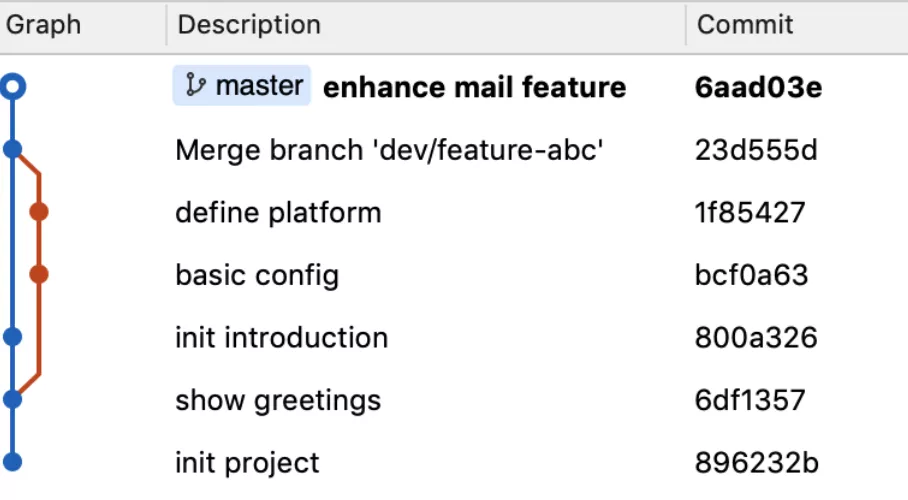 Graph Description Commit
master enhance mail feature 6aad03e
Merge branch 'dev/feature-abc' 23d555d
define platform 1f85427
basic config bcf0a63
init introduction 800a326
show greetings 6df1357
init project 896232b